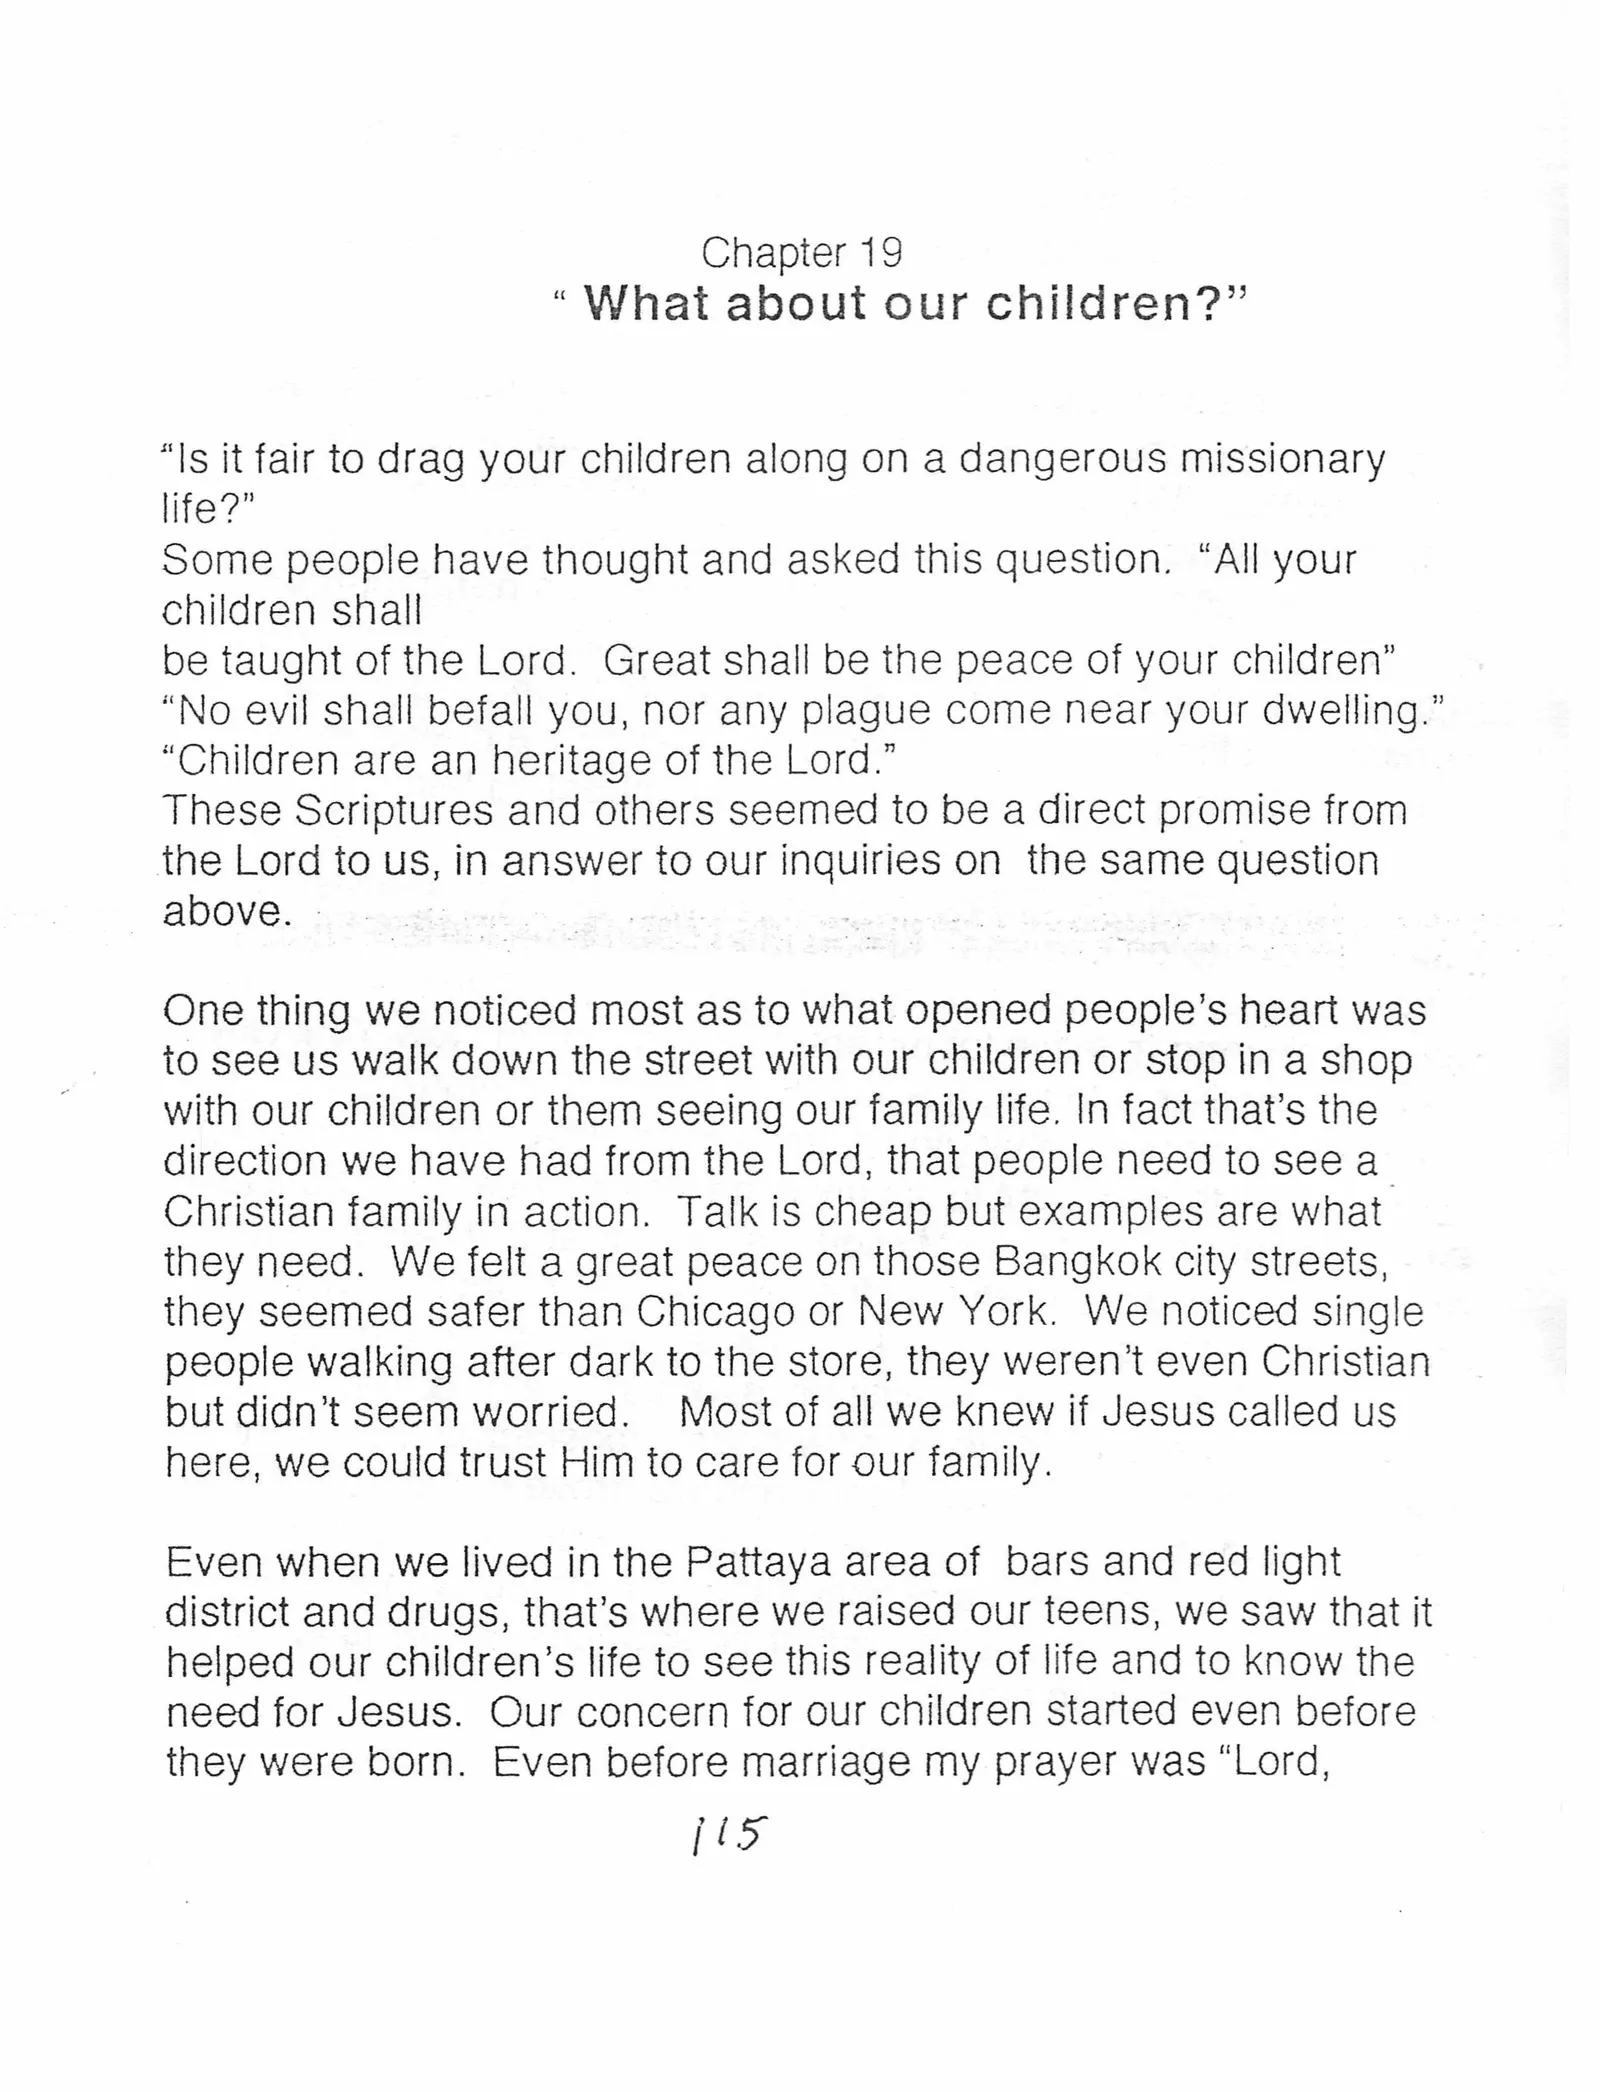 Chapter 19
“ What about our children?”
“Is it fair to drag your children along on a dangerous missionary
life?”
Some people have thought and asked this question.  “All your
children shall
be taught of the Lord.  Great shall be the peace of your children”
“No evil shall befall you, nor any plague come near your dwelling.”
“Children are an heritage of the Lord.”
These Scriptures and others seemed to be a direct promise from
the Lord to us, in answer to our inquiries on  the same question
above.
One thing we noticed most as to what opened people’s heart was
to see us walk down the street with our children or stop in a shop
with our children or them seeing our family life. In fact that’s the
direction we have had from the Lord, that people need to see a
Christian family in action.  Talk is cheap but examples are what
they need.  We felt a great peace on those Bangkok city streets,
they seemed safer than Chicago or New York.  We noticed single
people walking after dark to the store, they weren’t even Christian
but didn’t seem worried.   Most of all we knew if Jesus called us
here, we could trust Him to care for our family.
Even when we lived in the Pattaya area of  bars and red light
district and drugs, that’s where we raised our teens, we saw that it
helped our children’s life to see this reality of life and to know the
need for Jesus.  Our concern for our children started even before
they were born.  Even before marriage my prayer was “Lord,
115